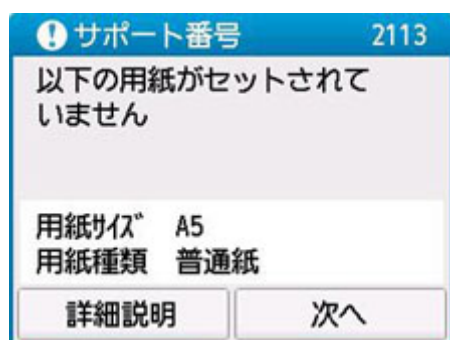 サポート番号 2113
以下の用紙がセットされて
いません
用紙ｻｲｽﾞ A5
用紙種類 普通紙
詳細説明 次へ